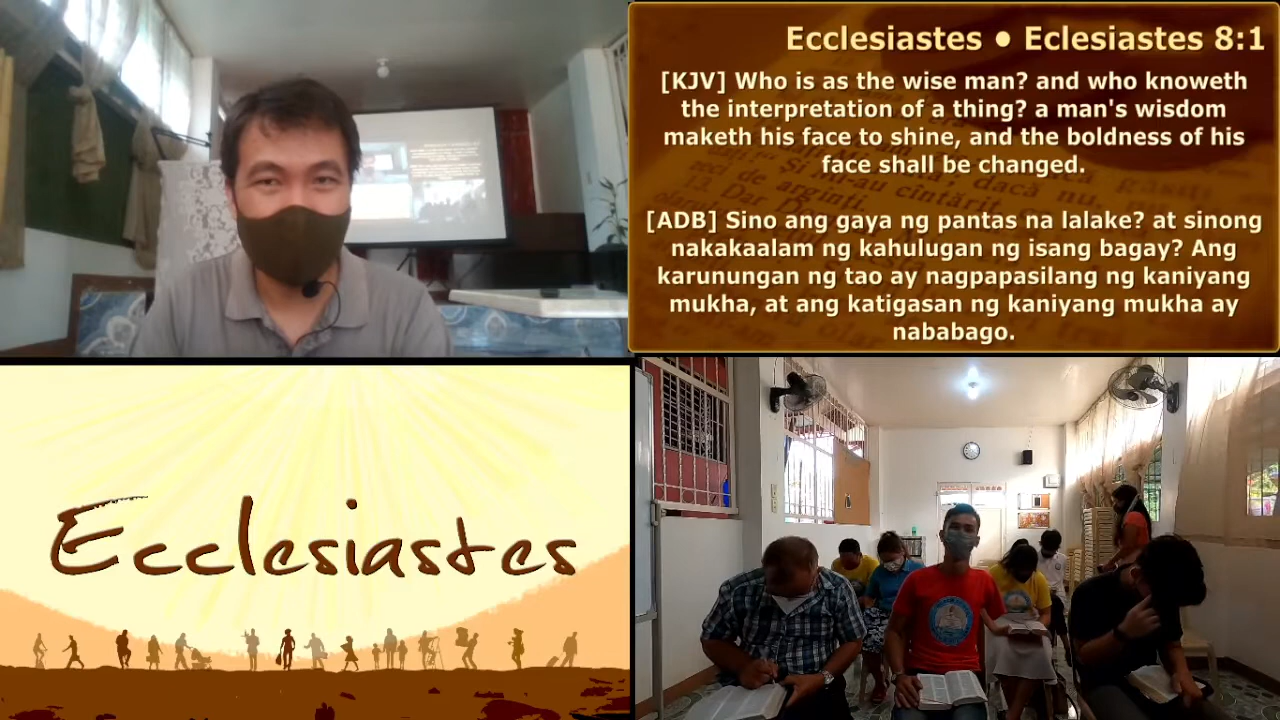 Ecclesiastes ● Eclesiastes 8:1
[KJV] Who is as the wise man? and who knoweth
the interpretation of a thing? a man's wisdom
maketh his face to shine, and the boldness of his
face shall be changed.
[ADB] Sino ang gaya ng pantas na lalake? at sinong
nakakaalam ng kahulugan ng isang bagay? Ang
karunungan ng tao ay nagpapasilang ng kaniyang
mukha, at ang katigasan ng kaniyang mukha ay
nababago.
Ecclesiastes